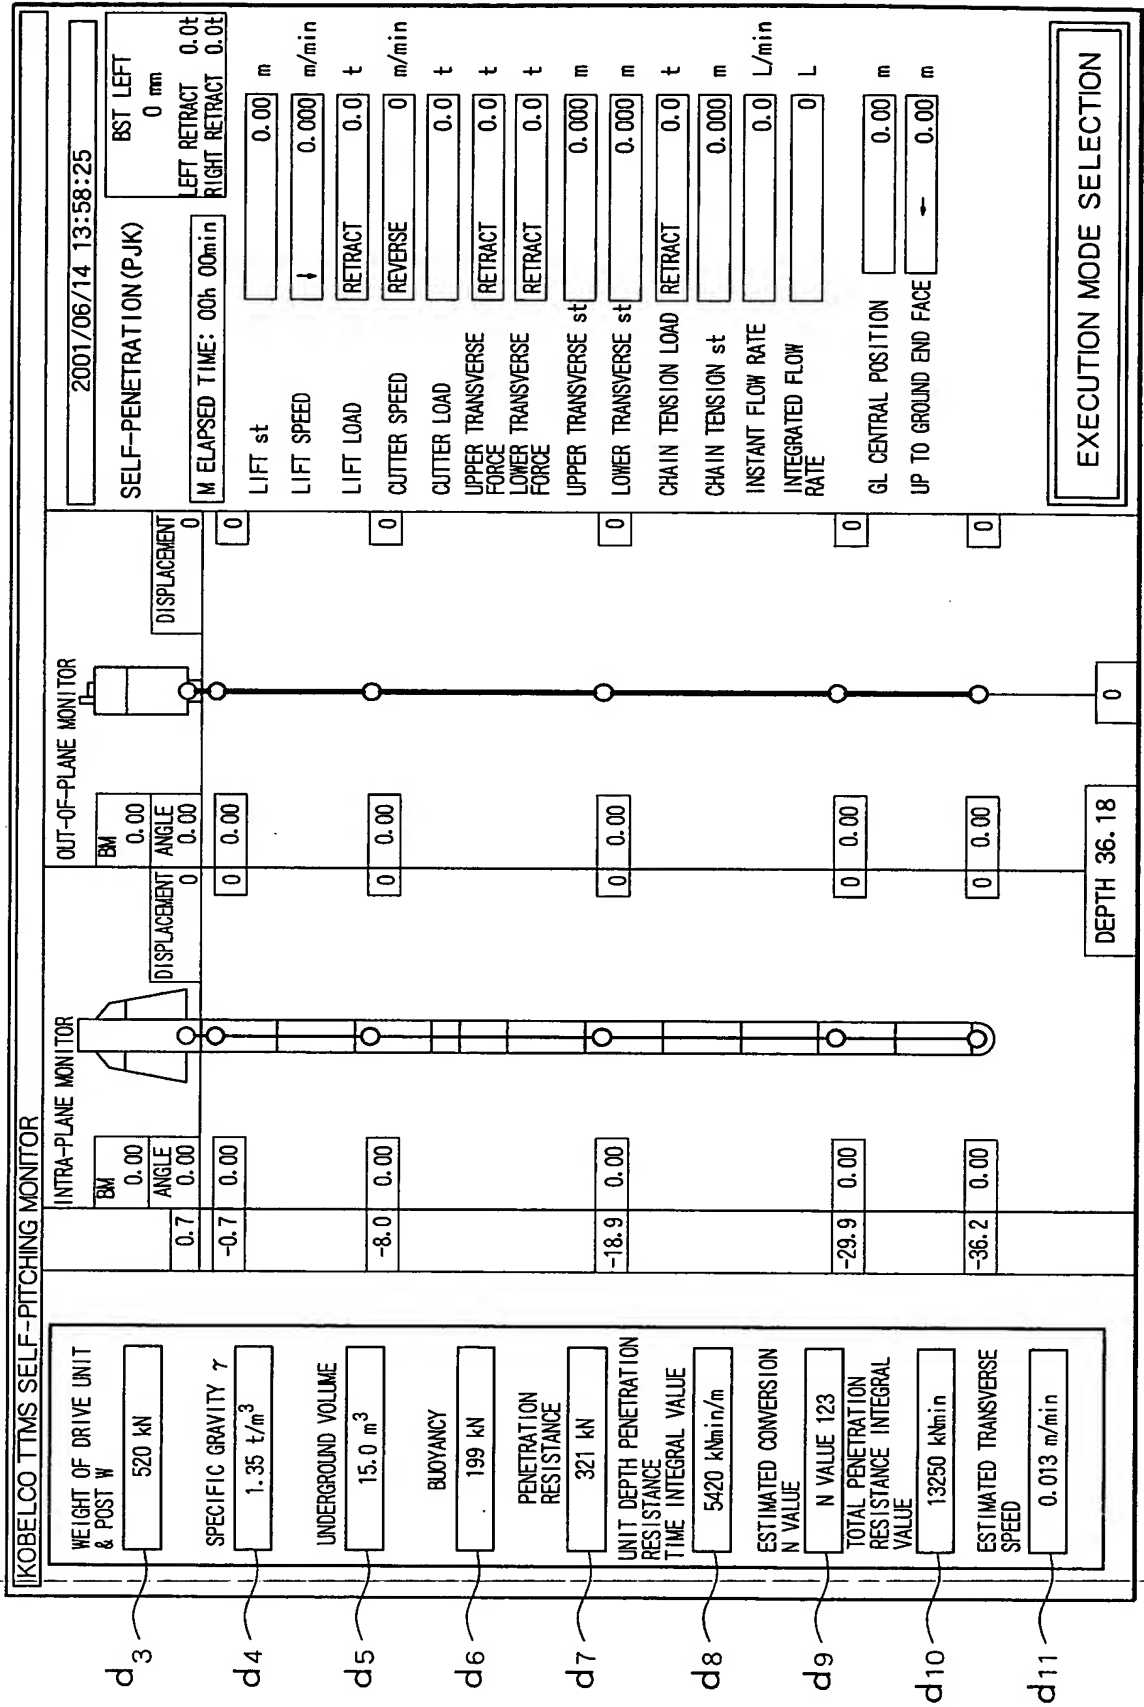 KOBELCO TTMS SELF-PITCHING MONITOR
d3
WEIGHT OF DRIVE UNIT
& POST W
520 kN
d4
SPECIFIC GRAVITY γ
1.35 t/m³
d5
UNDERGROUND VOLUME
15.0 m³
d6
BUOYANCY
199 kN
d7
PENETRATION
RESISTANCE
321 kN
d8
UNIT DEPTH PENETRATION
RESISTANCE
TIME INTEGRAL VALUE
5420 kNmin/m
d9
ESTIMATED CONVERSION
N VALUE
N VALUE 123
d10
TOTAL PENETRATION
RESISTANCE INTEGRAL
VALUE
13250 kNmin
d11
ESTIMATED TRANSVERSE
SPEED
0.013 m/min
INTRA-PLANE MONITOR
BM
0.00
ANGLE
DISPLACEMENT
0.7 0.00 0
-0.7 0.00 0
-8.0 0.00 0
-18.9 0.00 0
-29.9 0.00 0
-36.2 0.00 0
OUT-OF-PLANE MONITOR
BM
0.00
ANGLE
DISPLACEMENT
0.00 0
0.00 0
0.00 0
0.00 0
0.00 0
0.00 0
DEPTH 36.18
0
2001/06/14 13:58:25
SELF-PENETRATION(PJK)
BST LEFT
0 mm
LEFT RETRACT 0.0t
RIGHT RETRACT 0.0t
M ELAPSED TIME: 00h 00min
LIFT st 0.00 m
LIFT SPEED ↓ 0.000 m/min
LIFT LOAD RETRACT 0.0 t
CUTTER SPEED REVERSE 0 m/min
CUTTER LOAD 0.0 t
UPPER TRANSVERSE
FORCE RETRACT 0.0 t
LOWER TRANSVERSE
FORCE RETRACT 0.0 t
UPPER TRANSVERSE st 0.000 m
LOWER TRANSVERSE st 0.000 m
CHAIN TENSION LOAD RETRACT 0.0 t
CHAIN TENSION st 0.000 m
INSTANT FLOW RATE 0.0 L/min
INTEGRATED FLOW
RATE 0 L
GL CENTRAL POSITION 0.00 m
UP TO GROUND END FACE ← 0.00 m
EXECUTION MODE SELECTION